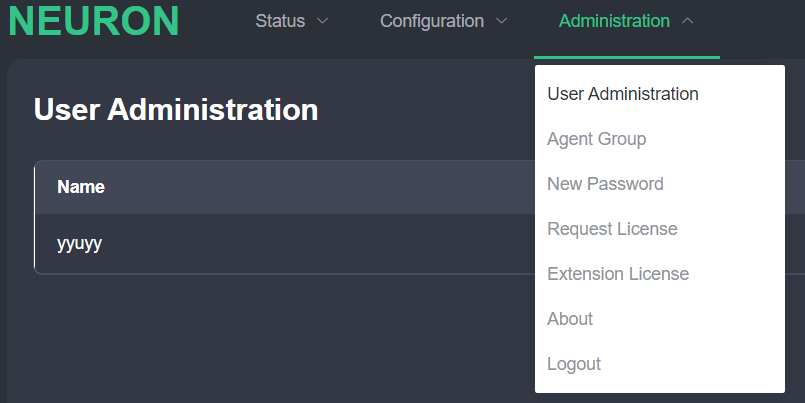 NEURON
Status
Configuration
Administration
User Administration
Name
yyuyy
User Administration
Agent Group
New Password
Request License
Extension License
About
Logout